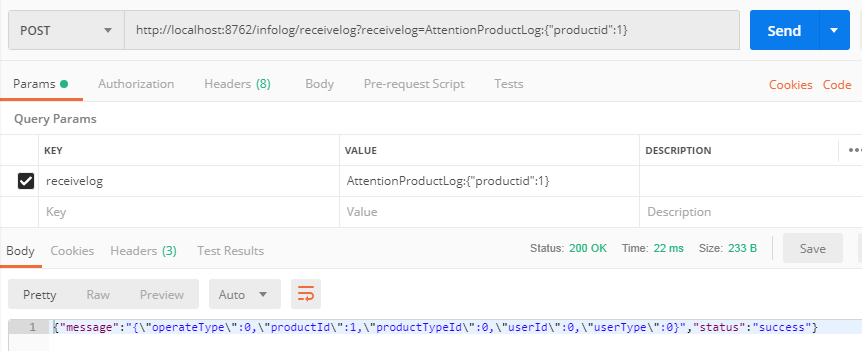 POST http://localhost:8762/infolog/receivelog?receivelog=AttentionProductLog:{"productid":1} Send
Params Authorization Headers (8) Body Pre-request Script Tests Cookies Code
Query Params
KEY VALUE DESCRIPTION •••
receivelog AttentionProductLog:{"productid":1}
Key Value Description
Body Cookies Headers (3) Test Results Status: 200 OK Time: 22 ms Size: 233 B Save
Pretty Raw Preview Auto
1 {"message":"{\"operateType\":0,\"productId\":1,\"productTypeId\":0,\"userId\":0,\"userType\":0}","status":"success"}